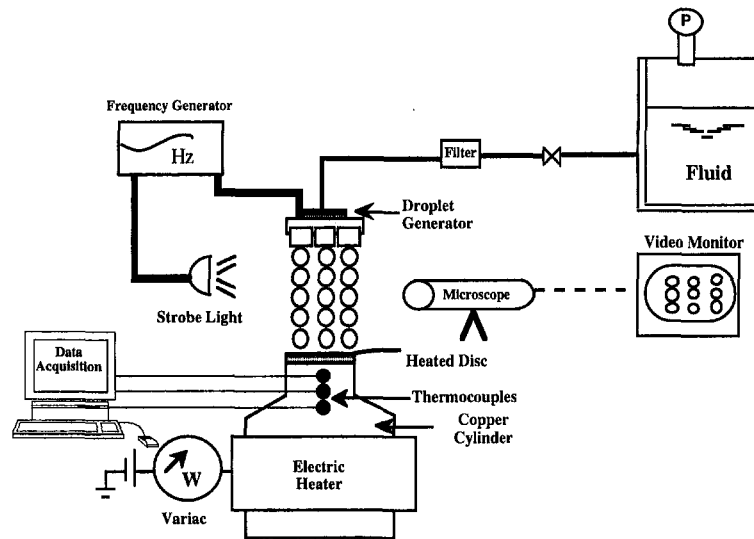 P
Frequency Generator
Hz
Filter
Fluid
Droplet
Generator
Video Monitor
Microscope
Strobe Light
Data
Acquisition
Heated Disc
Thermocouples
Copper
Cylinder
Electric
Heater
W
Variac